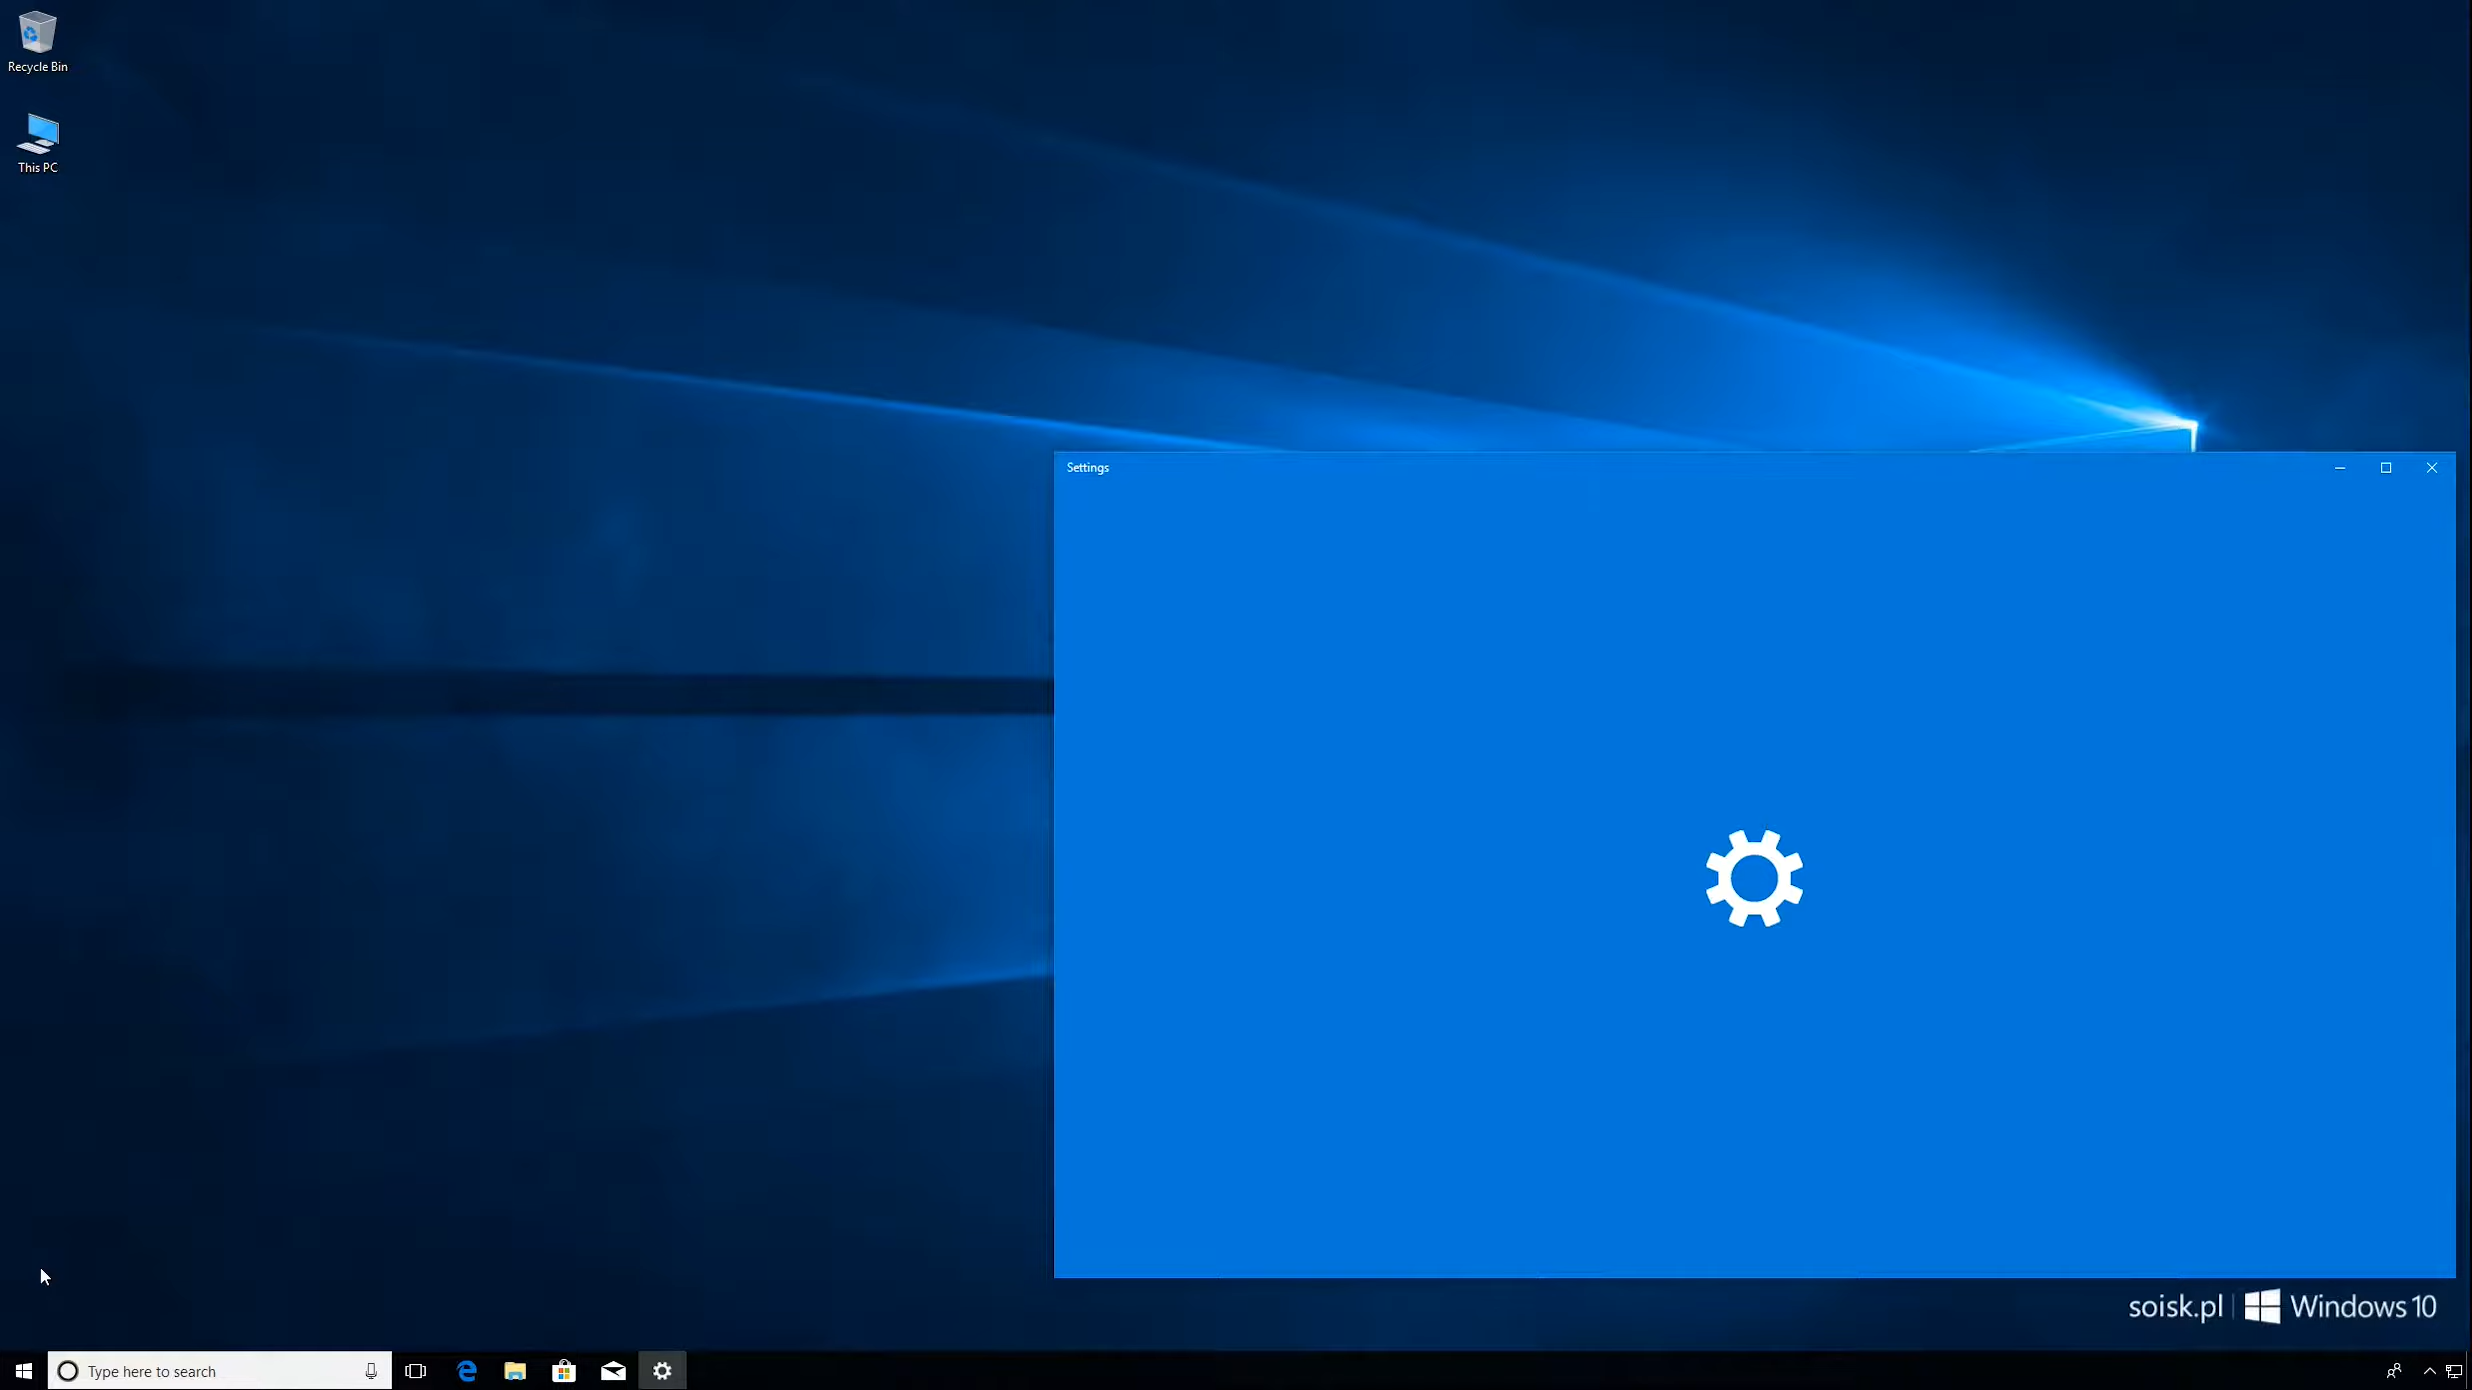 Recycle Bin
This PC
Settings
soisk.pl | Windows 10
Type here to search